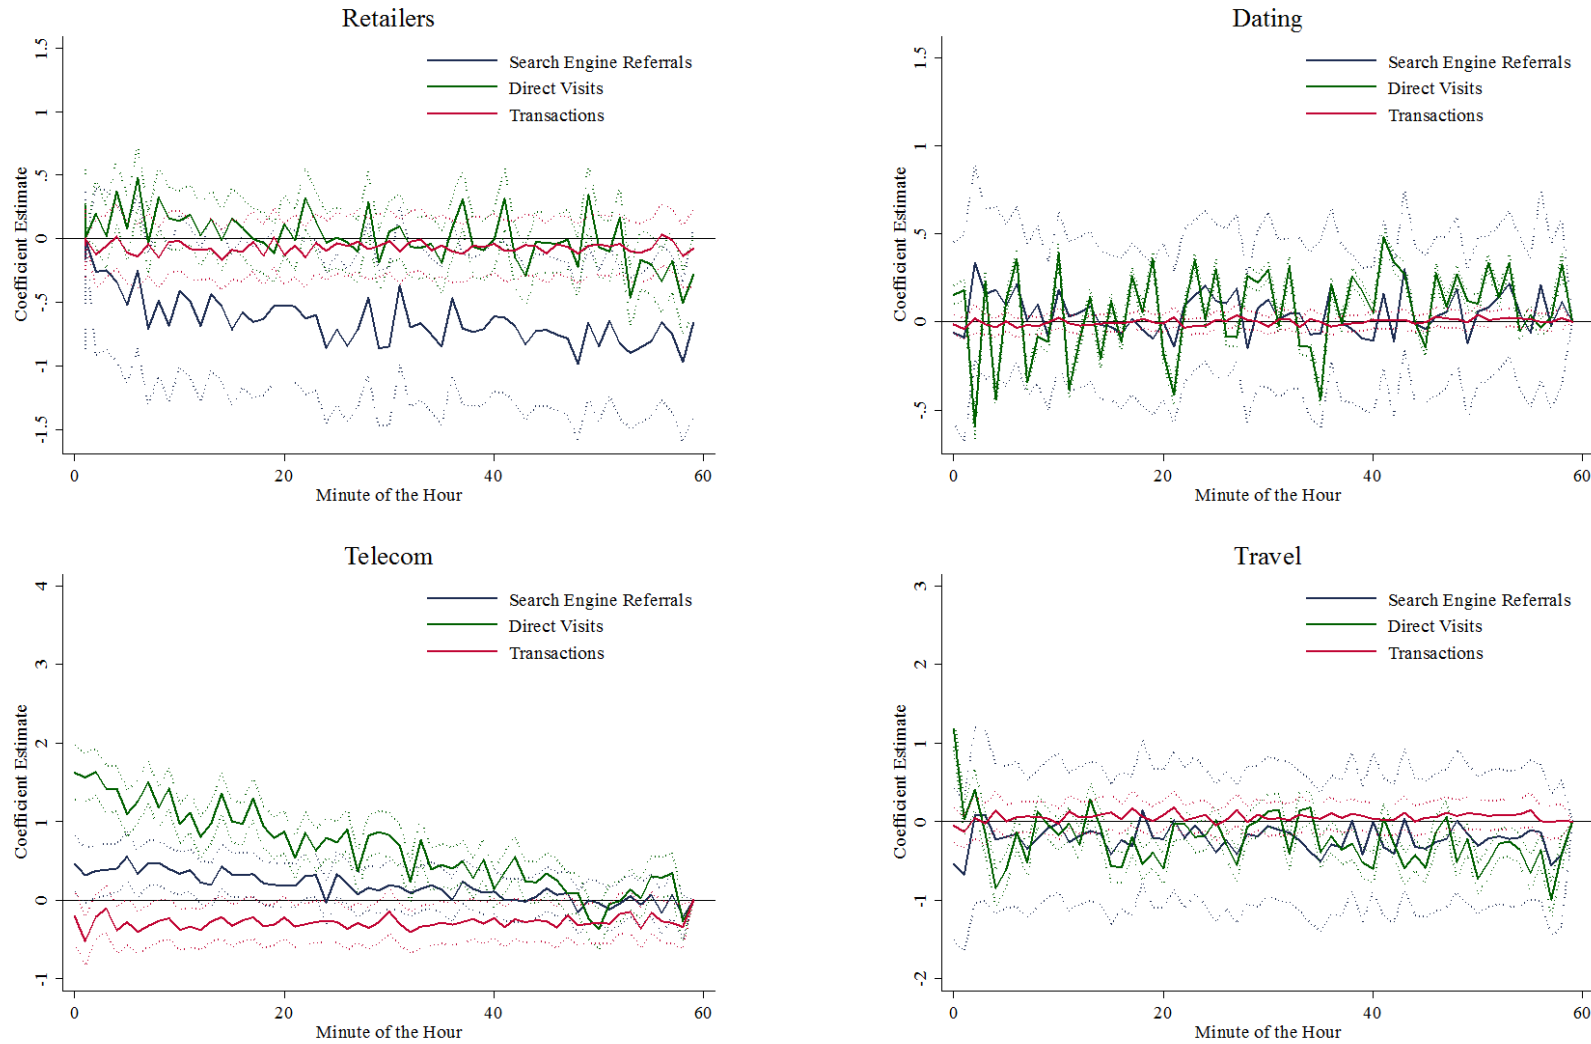 Retailers
Search Engine Referrals
Direct Visits
Transactions
Coefficient Estimate
1.5
1
.5
0
-.5
-1
-1.5
0 20 40 60
Minute of the Hour
Dating
Search Engine Referrals
Direct Visits
Transactions
Coefficient Estimate
1.5
1
.5
0
-.5
0 20 40 60
Minute of the Hour
Telecom
Search Engine Referrals
Direct Visits
Transactions
Coefficient Estimate
4
3
2
1
0
-1
0 20 40 60
Minute of the Hour
Travel
Search Engine Referrals
Direct Visits
Transactions
Coefficient Estimate
3
2
1
0
-1
-2
0 20 40 60
Minute of the Hour